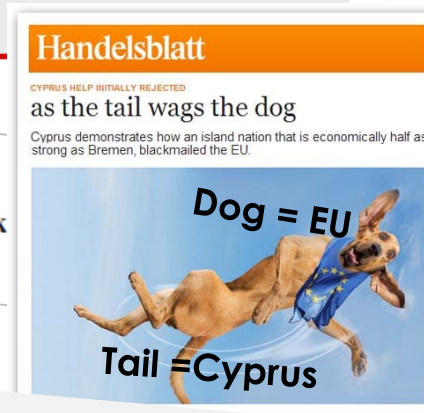 Handelsblatt
CYPRUS HELP INITIALLY REJECTED
as the tail wags the dog
Cyprus demonstrates how an island nation that is economically half as
strong as Bremen, blackmailed the EU.
Dog = EU
Tail =Cyprus